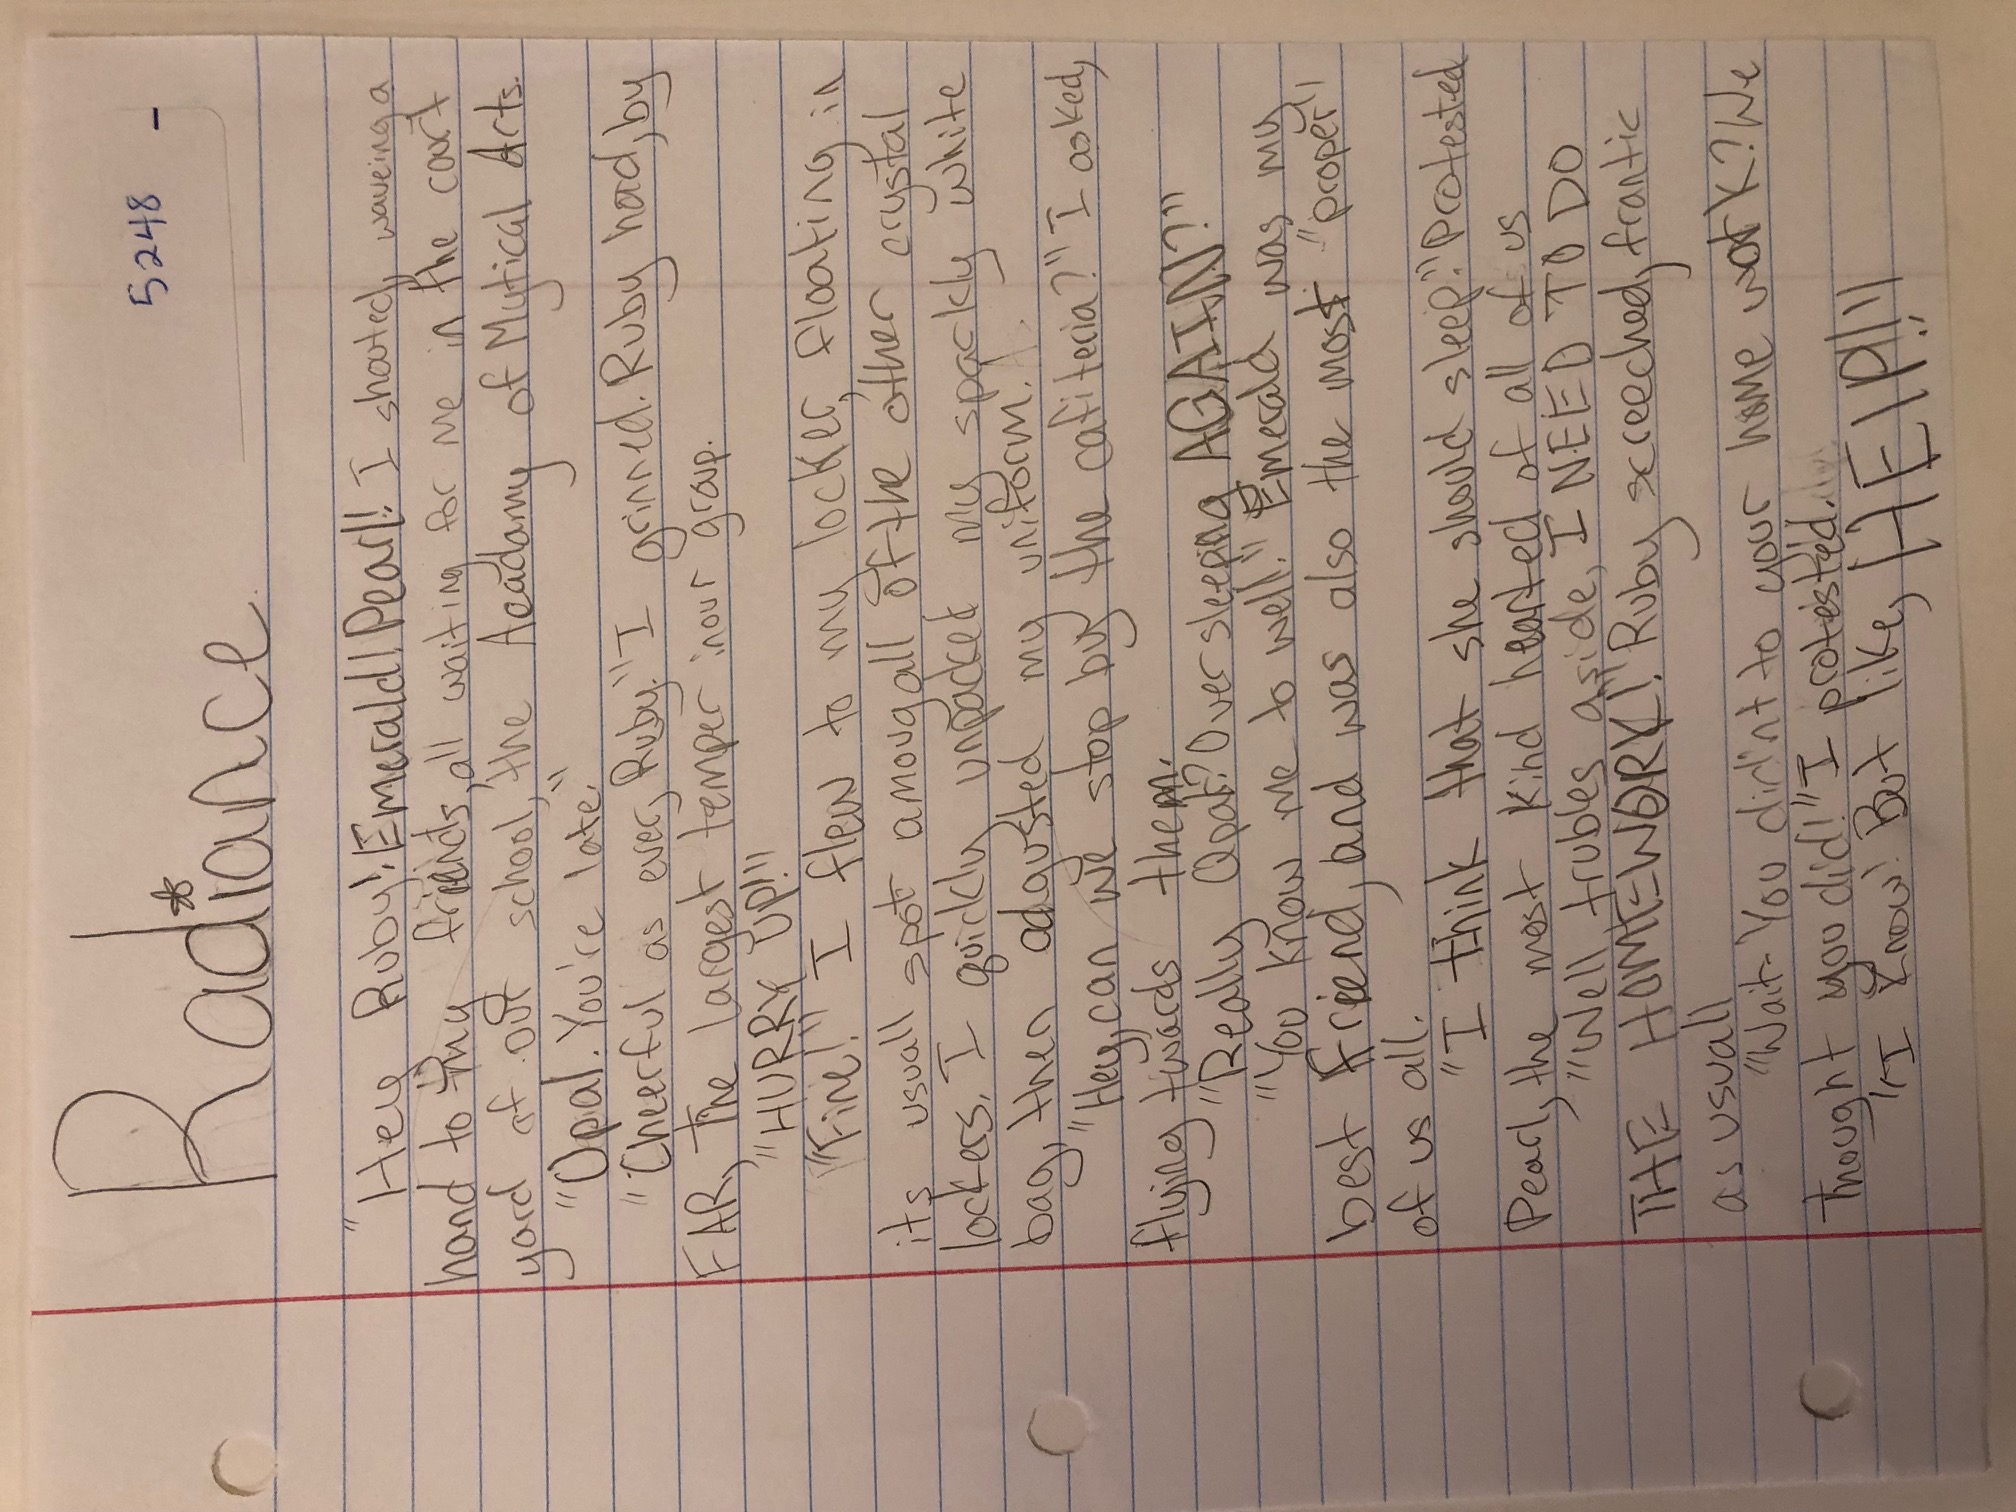 Radiance
5248 -
"Hey Ruby! Emerald! Pearl! I shouted, waveing a
hand to my friends, all waiting for me in the court
yard of our school, the Acadamy of Mytical Arts.
"Opal. You're late."
"Cheerful as ever, Ruby." I grinned. Ruby had, by
FAR, the largest temper in our group.
"HURRY UP!"
"Fine!" I flew to my locker, floating in
its usuall spot amoug all of the other crystal
lockers. I quickly unpacked my sparkly white
bag, then adgusted my uniform.
"Hey, can we stop by the cafiteria?" I asked,
flying twards them.
"Really Opal? Over sleeping AGAIN?"
"You know me to well." Emerald was my
best friend, and was also the most "proper"
of us all.
"I think that she should sleep." Protested
Pearl, the most kind hearted of all of us
"Well, trubles aside, I NEED TO DO
THE HOMEWORK!" Ruby screeched, frantic
as usuall
"Wait- You did'nt to your home work? We
thought you did!" I protested.
"I know! But like, HELP!!"